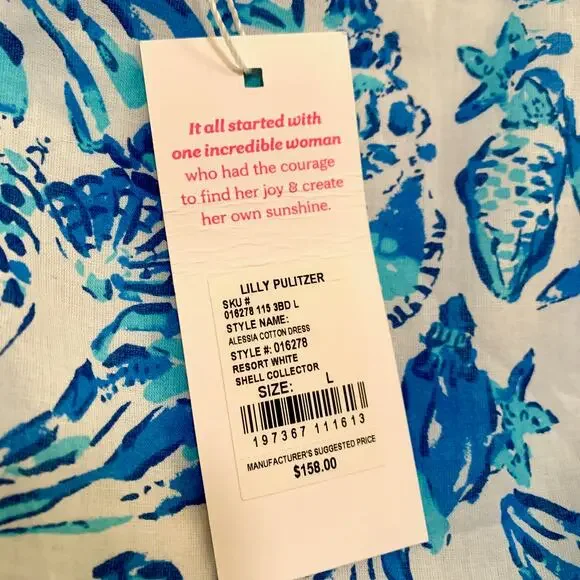 It all started with
one incredible woman
who had the courage
to find her joy & create
her own sunshine.
LILLY PULITZER
SKU #
016278 115 3BD L
STYLE NAME:
ALESSIA COTTON DRESS
STYLE #: 016278
RESORT WHITE
SHELL COLLECTOR
SIZE: L
197367 111613
MANUFACTURER'S SUGGESTED PRICE
$158.00